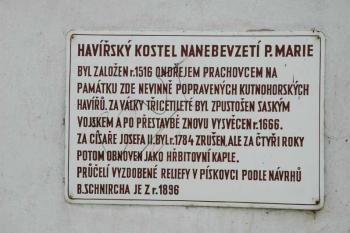 HAVÍŘSKÝ KOSTEL NANEBEVZETÍ P. MARIE
BYL ZALOŽEN r.1516 ONDŘEJEM PRACHOVCEM NA
PAMÁTKU ZDE NEVINNĚ POPRAVENÝCH KUTNOHORSKÝCH
HAVÍŘŮ. ZA VÁLKY TŘICETILETÉ BYL ZPUSTOŠEN SASKÝM
VOJSKEM A PO PŘESTAVBĚ ZNOVU VYSVĚCEN r.1666.
ZA CÍSAŘE JOSEFA II. BYL r.1784 ZRUŠEN, ALE ZA ČTYŘI ROKY
POTOM OBNOVEN JAKO HŘBITOVNÍ KAPLE.
PRŮČELÍ VYZDOBENÉ RELIEFY V PÍSKOVCI PODLE NÁVRHŮ
B. SCHNIRCHA JE Z r.1896